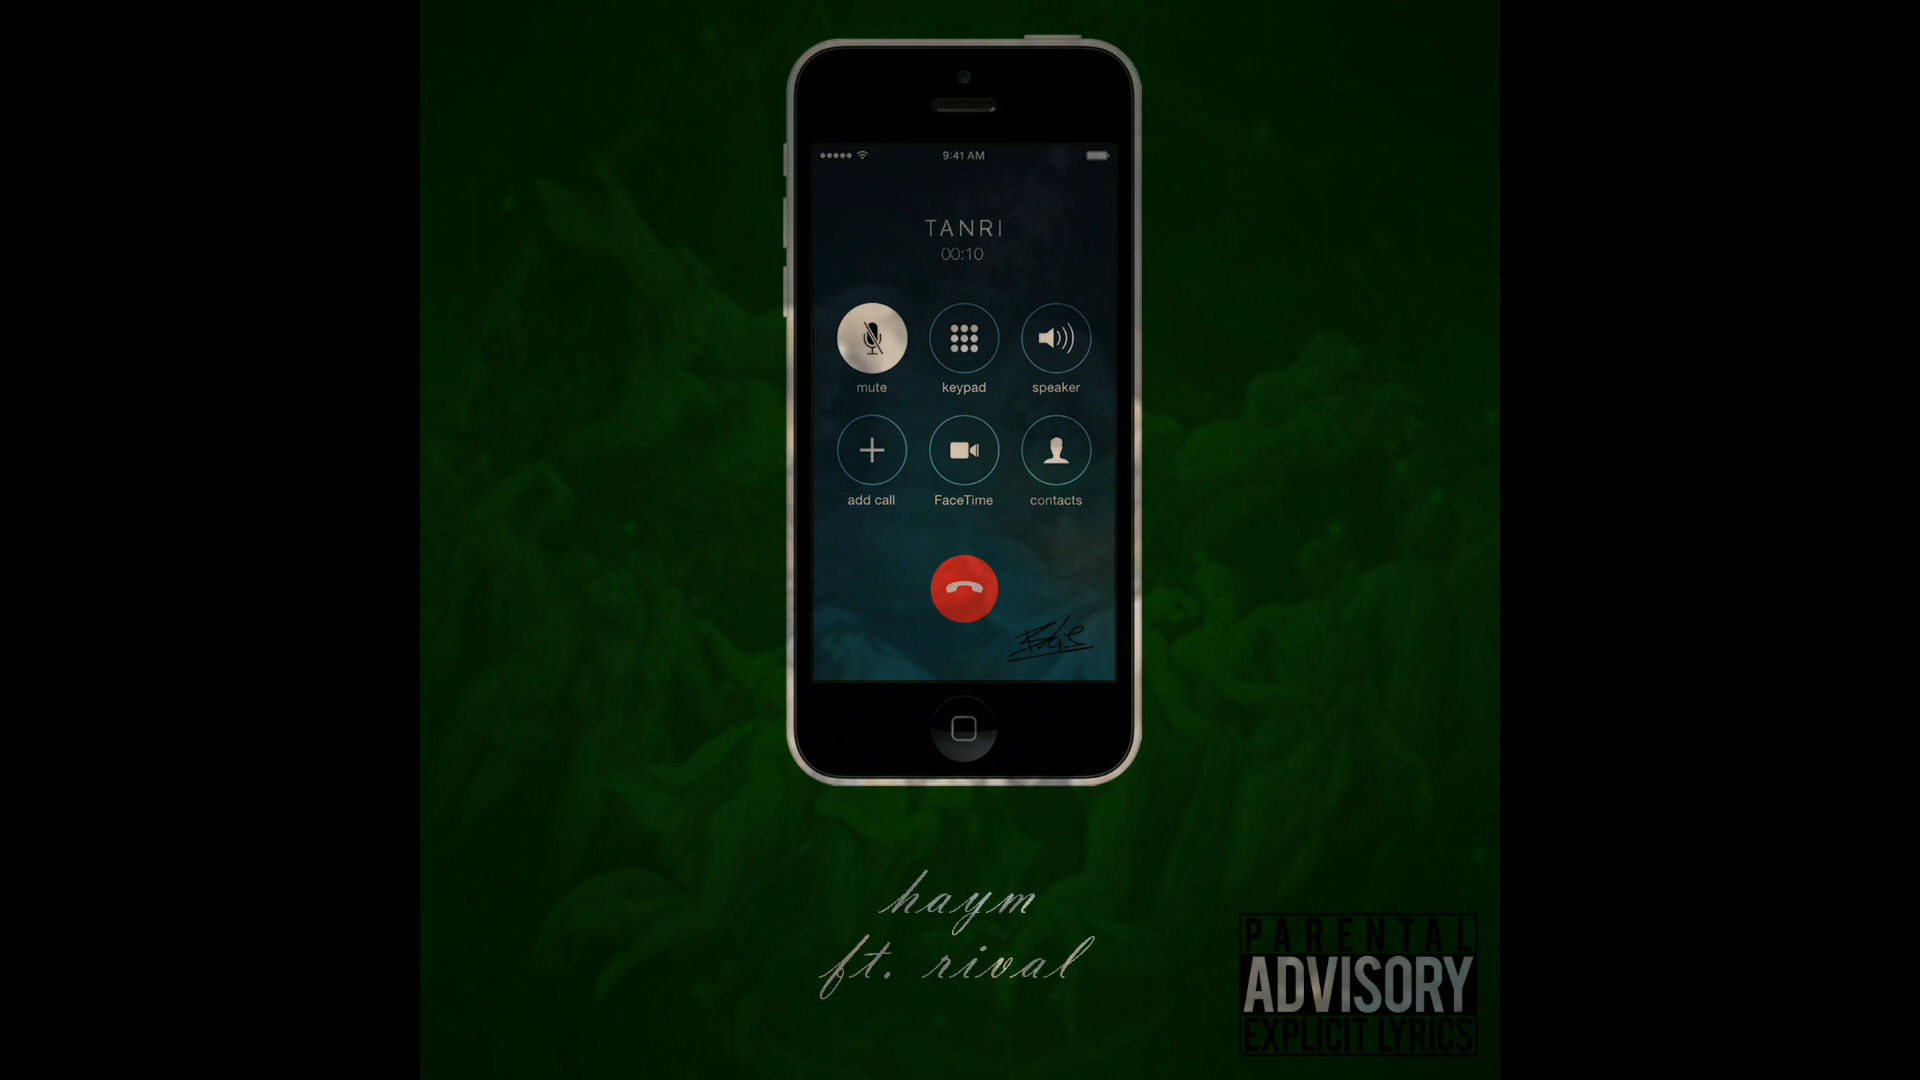 9:41 AM
TANRI
00:10
mute keypad speaker
add call FaceTime contacts
haym
ft. rival
PARENTAL
ADVISORY
EXPLICIT LYRICS